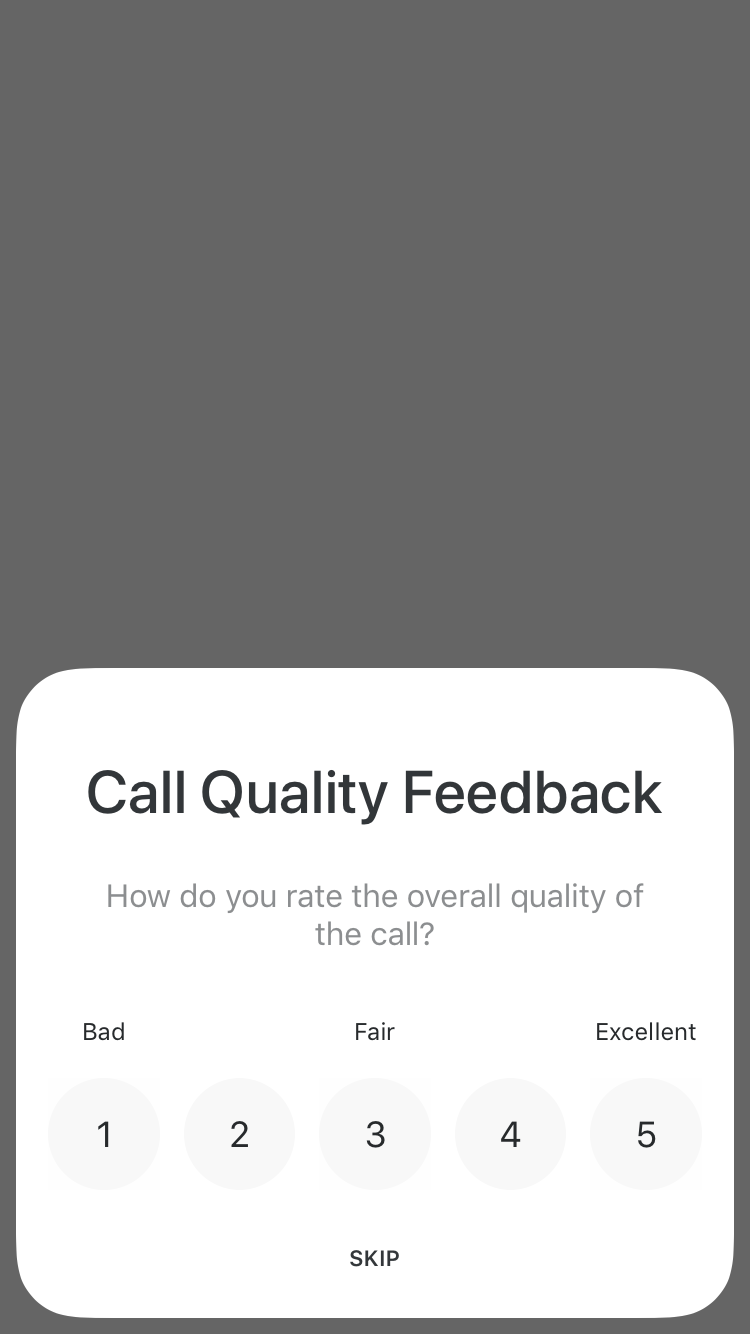 Call Quality Feedback
How do you rate the overall quality of
the call?
Bad Fair Excellent
1 2 3 4 5
SKIP